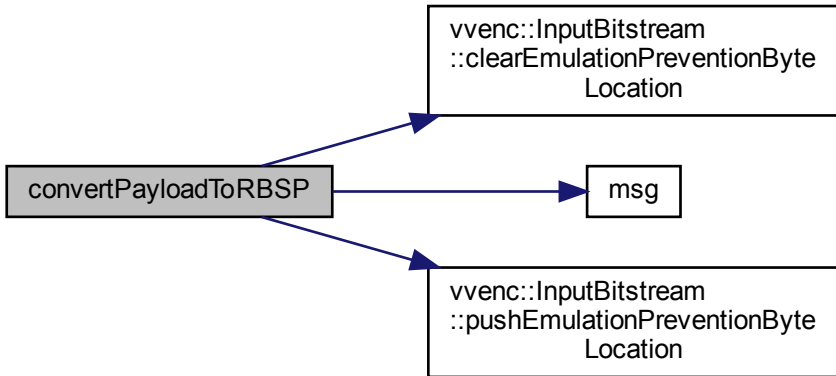 vvenc::InputBitstream
::clearEmulationPreventionByte
Location
convertPayloadToRBSP
msg
vvenc::InputBitstream
::pushEmulationPreventionByte
Location